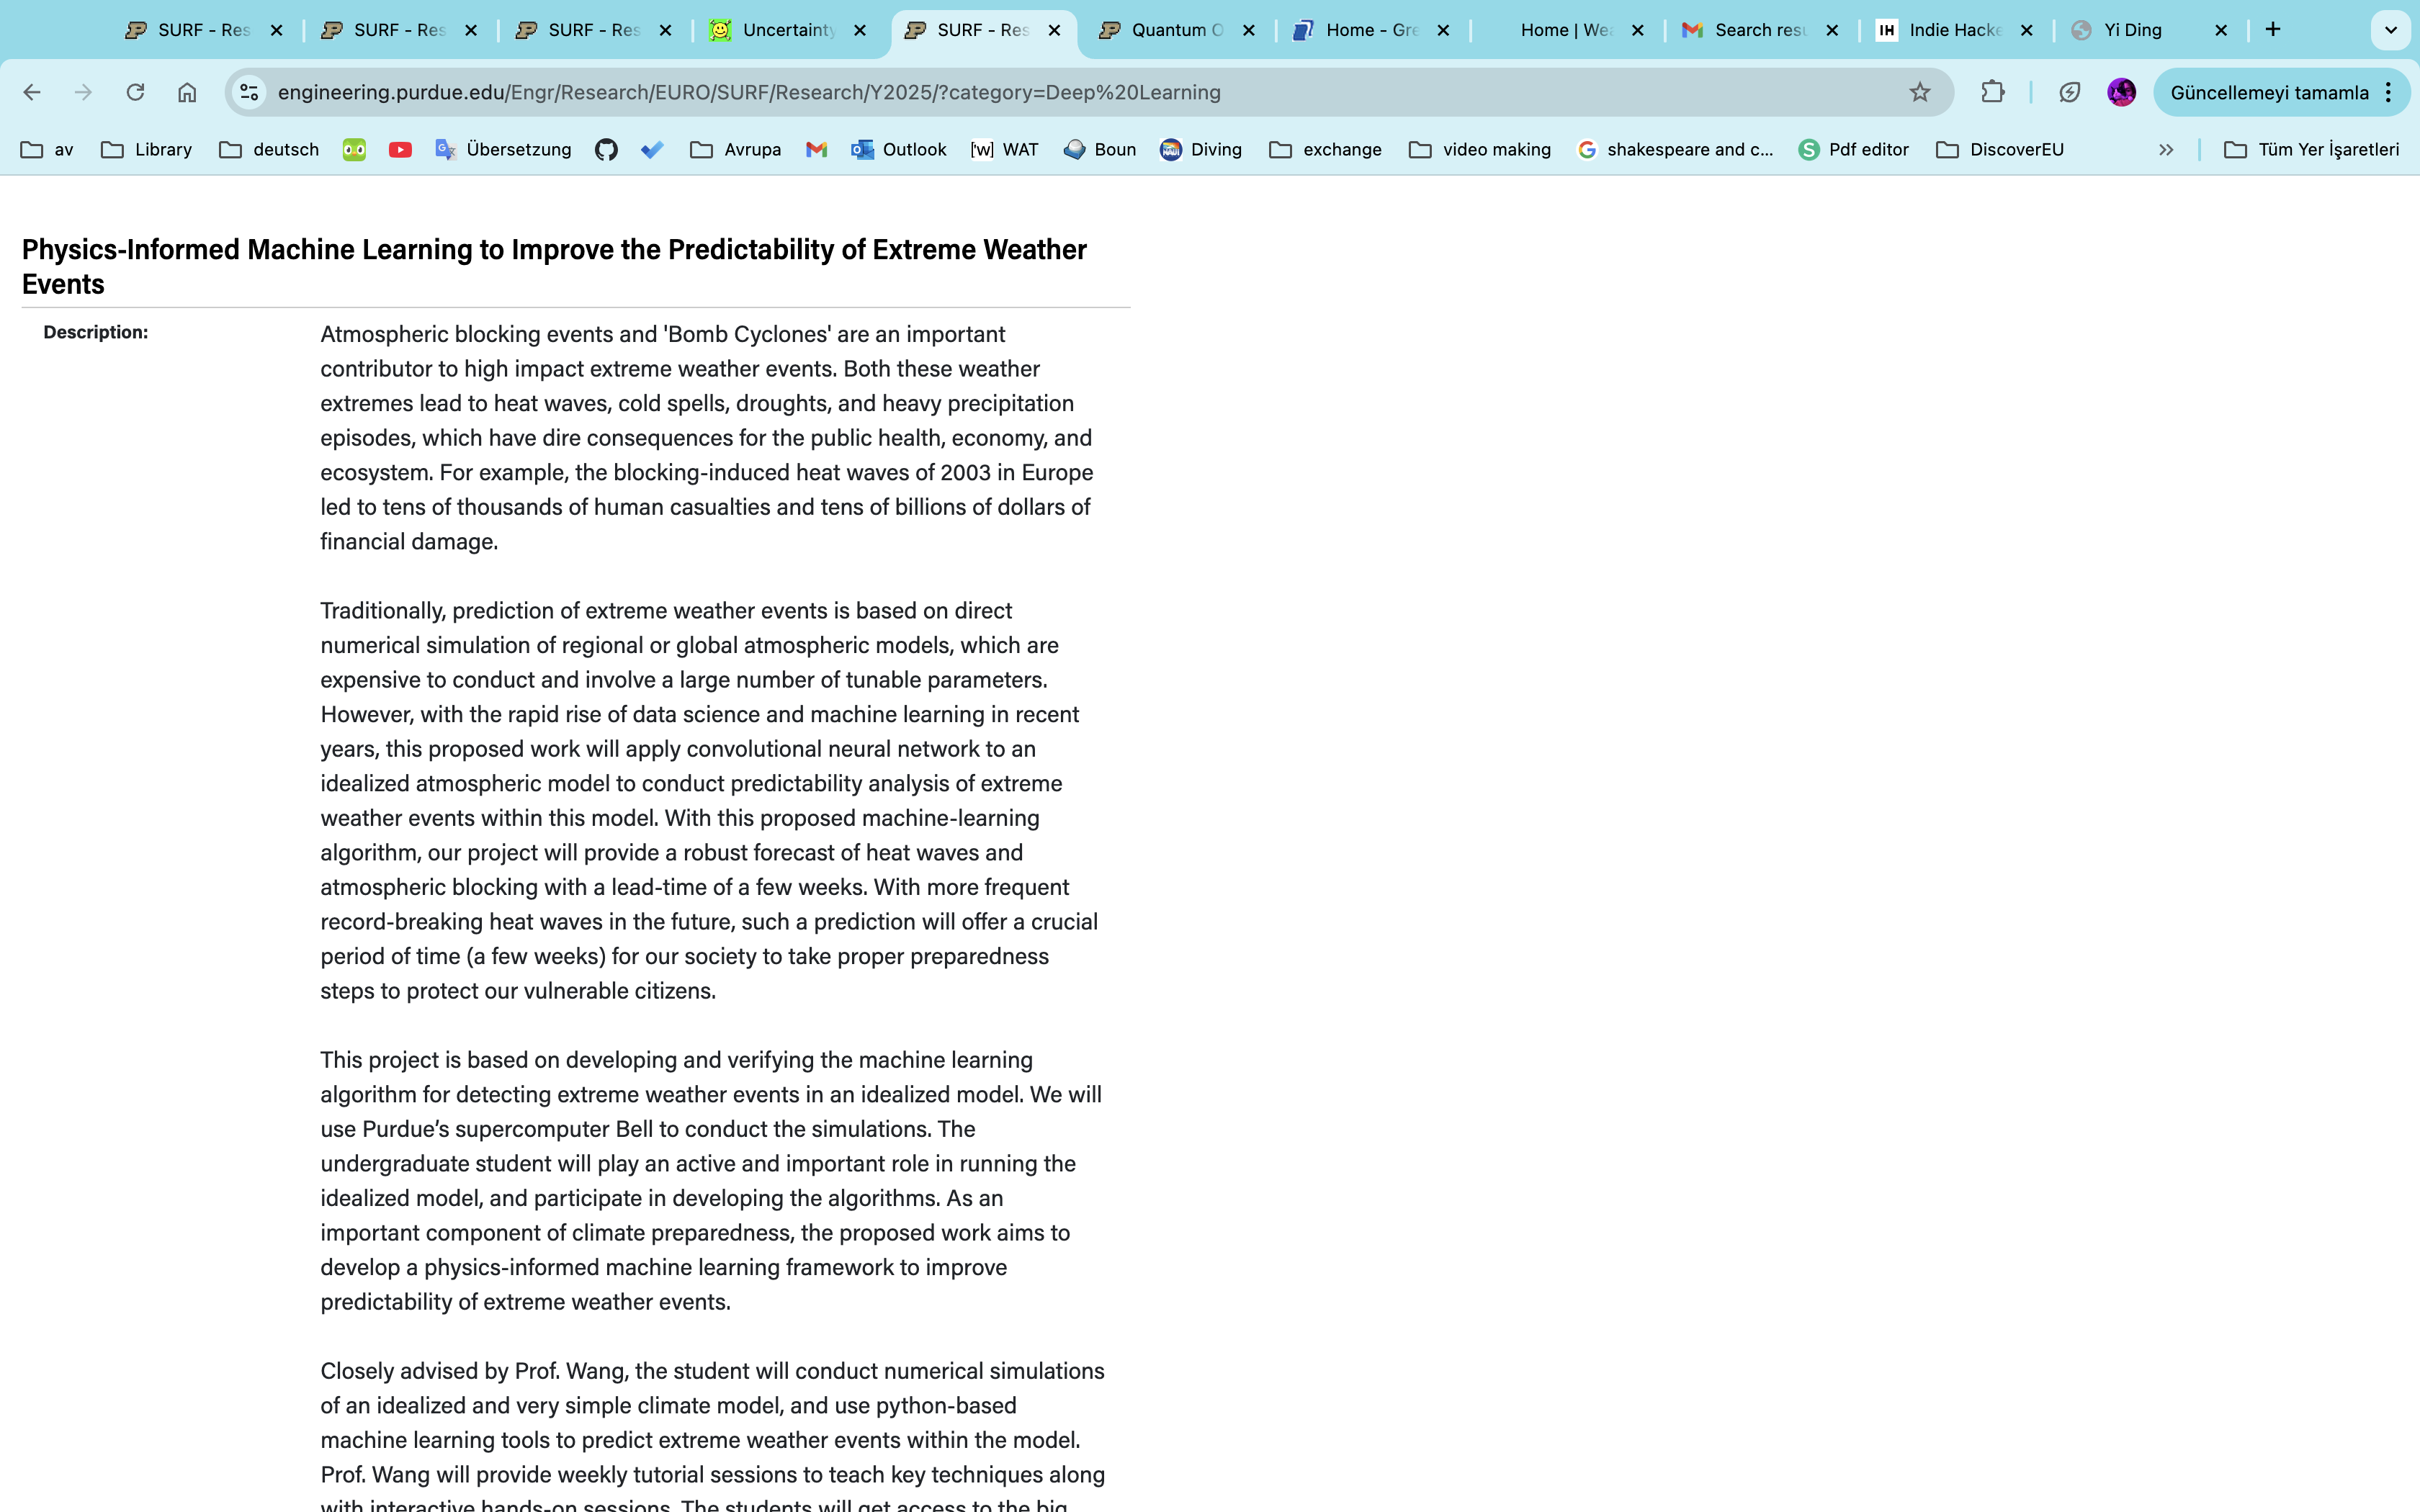 SURF - Res
SURF - Res
SURF - Res
Uncertainty
SURF - Res
Quantum O
Home - Gre
Home | Wea
Search resu
IH
Indie Hacke
Yi Ding
engineering.purdue.edu/Engr/Research/EURO/SURF/Research/Y2025/?category=Deep%20Learning
Güncellemeyi tamamla
av
Library
deutsch
Übersetzung
Avrupa
Outlook
WAT
Boun
Diving
exchange
video making
shakespeare and c...
Pdf editor
DiscoverEU
Tüm Yer İşaretleri
Physics-Informed Machine Learning to Improve the Predictability of Extreme Weather
Events
Description:
Atmospheric blocking events and 'Bomb Cyclones' are an important
contributor to high impact extreme weather events. Both these weather
extremes lead to heat waves, cold spells, droughts, and heavy precipitation
episodes, which have dire consequences for the public health, economy, and
ecosystem. For example, the blocking-induced heat waves of 2003 in Europe
led to tens of thousands of human casualties and tens of billions of dollars of
financial damage.
Traditionally, prediction of extreme weather events is based on direct
numerical simulation of regional or global atmospheric models, which are
expensive to conduct and involve a large number of tunable parameters.
However, with the rapid rise of data science and machine learning in recent
years, this proposed work will apply convolutional neural network to an
idealized atmospheric model to conduct predictability analysis of extreme
weather events within this model. With this proposed machine-learning
algorithm, our project will provide a robust forecast of heat waves and
atmospheric blocking with a lead-time of a few weeks. With more frequent
record-breaking heat waves in the future, such a prediction will offer a crucial
period of time (a few weeks) for our society to take proper preparedness
steps to protect our vulnerable citizens.
This project is based on developing and verifying the machine learning
algorithm for detecting extreme weather events in an idealized model. We will
use Purdue’s supercomputer Bell to conduct the simulations. The
undergraduate student will play an active and important role in running the
idealized model, and participate in developing the algorithms. As an
important component of climate preparedness, the proposed work aims to
develop a physics-informed machine learning framework to improve
predictability of extreme weather events.
Closely advised by Prof. Wang, the student will conduct numerical simulations
of an idealized and very simple climate model, and use python-based
machine learning tools to predict extreme weather events within the model.
Prof. Wang will provide weekly tutorial sessions to teach key techniques along
with interactive hands-on sessions. The students will get access to the big